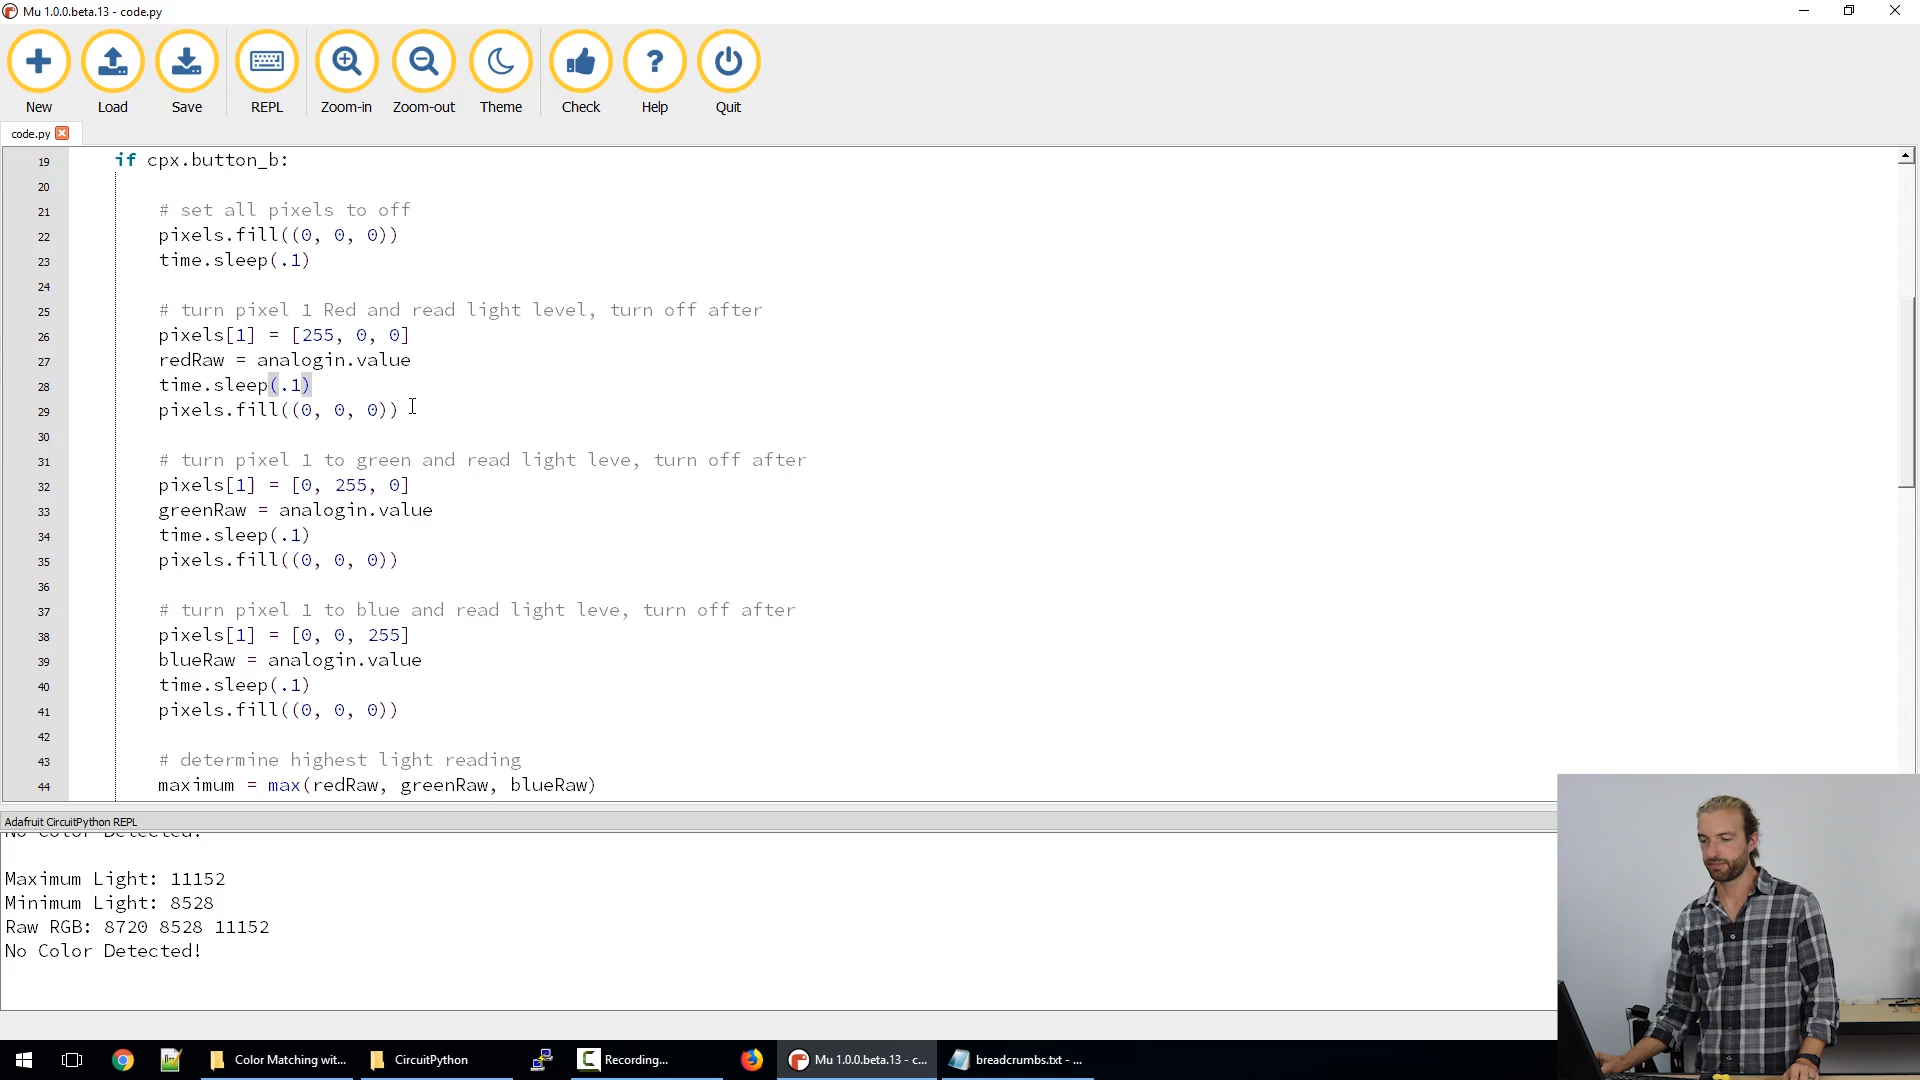 Mu 1.0.0.beta.13 - code.py
New Load Save REPL Zoom-in Zoom-out Theme Check Help Quit
code.py
19 if cpx.button_b:
20
21 # set all pixels to off
22 pixels.fill((0, 0, 0))
23 time.sleep(.1)
24
25 # turn pixel 1 Red and read light level, turn off after
26 pixels[1] = [255, 0, 0]
27 redRaw = analogin.value
28 time.sleep(.1)
29 pixels.fill((0, 0, 0))
30
31 # turn pixel 1 to green and read light leve, turn off after
32 pixels[1] = [0, 255, 0]
33 greenRaw = analogin.value
34 time.sleep(.1)
35 pixels.fill((0, 0, 0))
36
37 # turn pixel 1 to blue and read light leve, turn off after
38 pixels[1] = [0, 0, 255]
39 blueRaw = analogin.value
40 time.sleep(.1)
41 pixels.fill((0, 0, 0))
42
43 # determine highest light reading
44 maximum = max(redRaw, greenRaw, blueRaw)
Adafruit CircuitPython REPL
No Color Detected!
Maximum Light: 11152
Minimum Light: 8528
Raw RGB: 8720 8528 11152
No Color Detected!
Color Matching wit... CircuitPython Recording... Mu 1.0.0.beta.13 - c... breadcrumbs.txt - ...